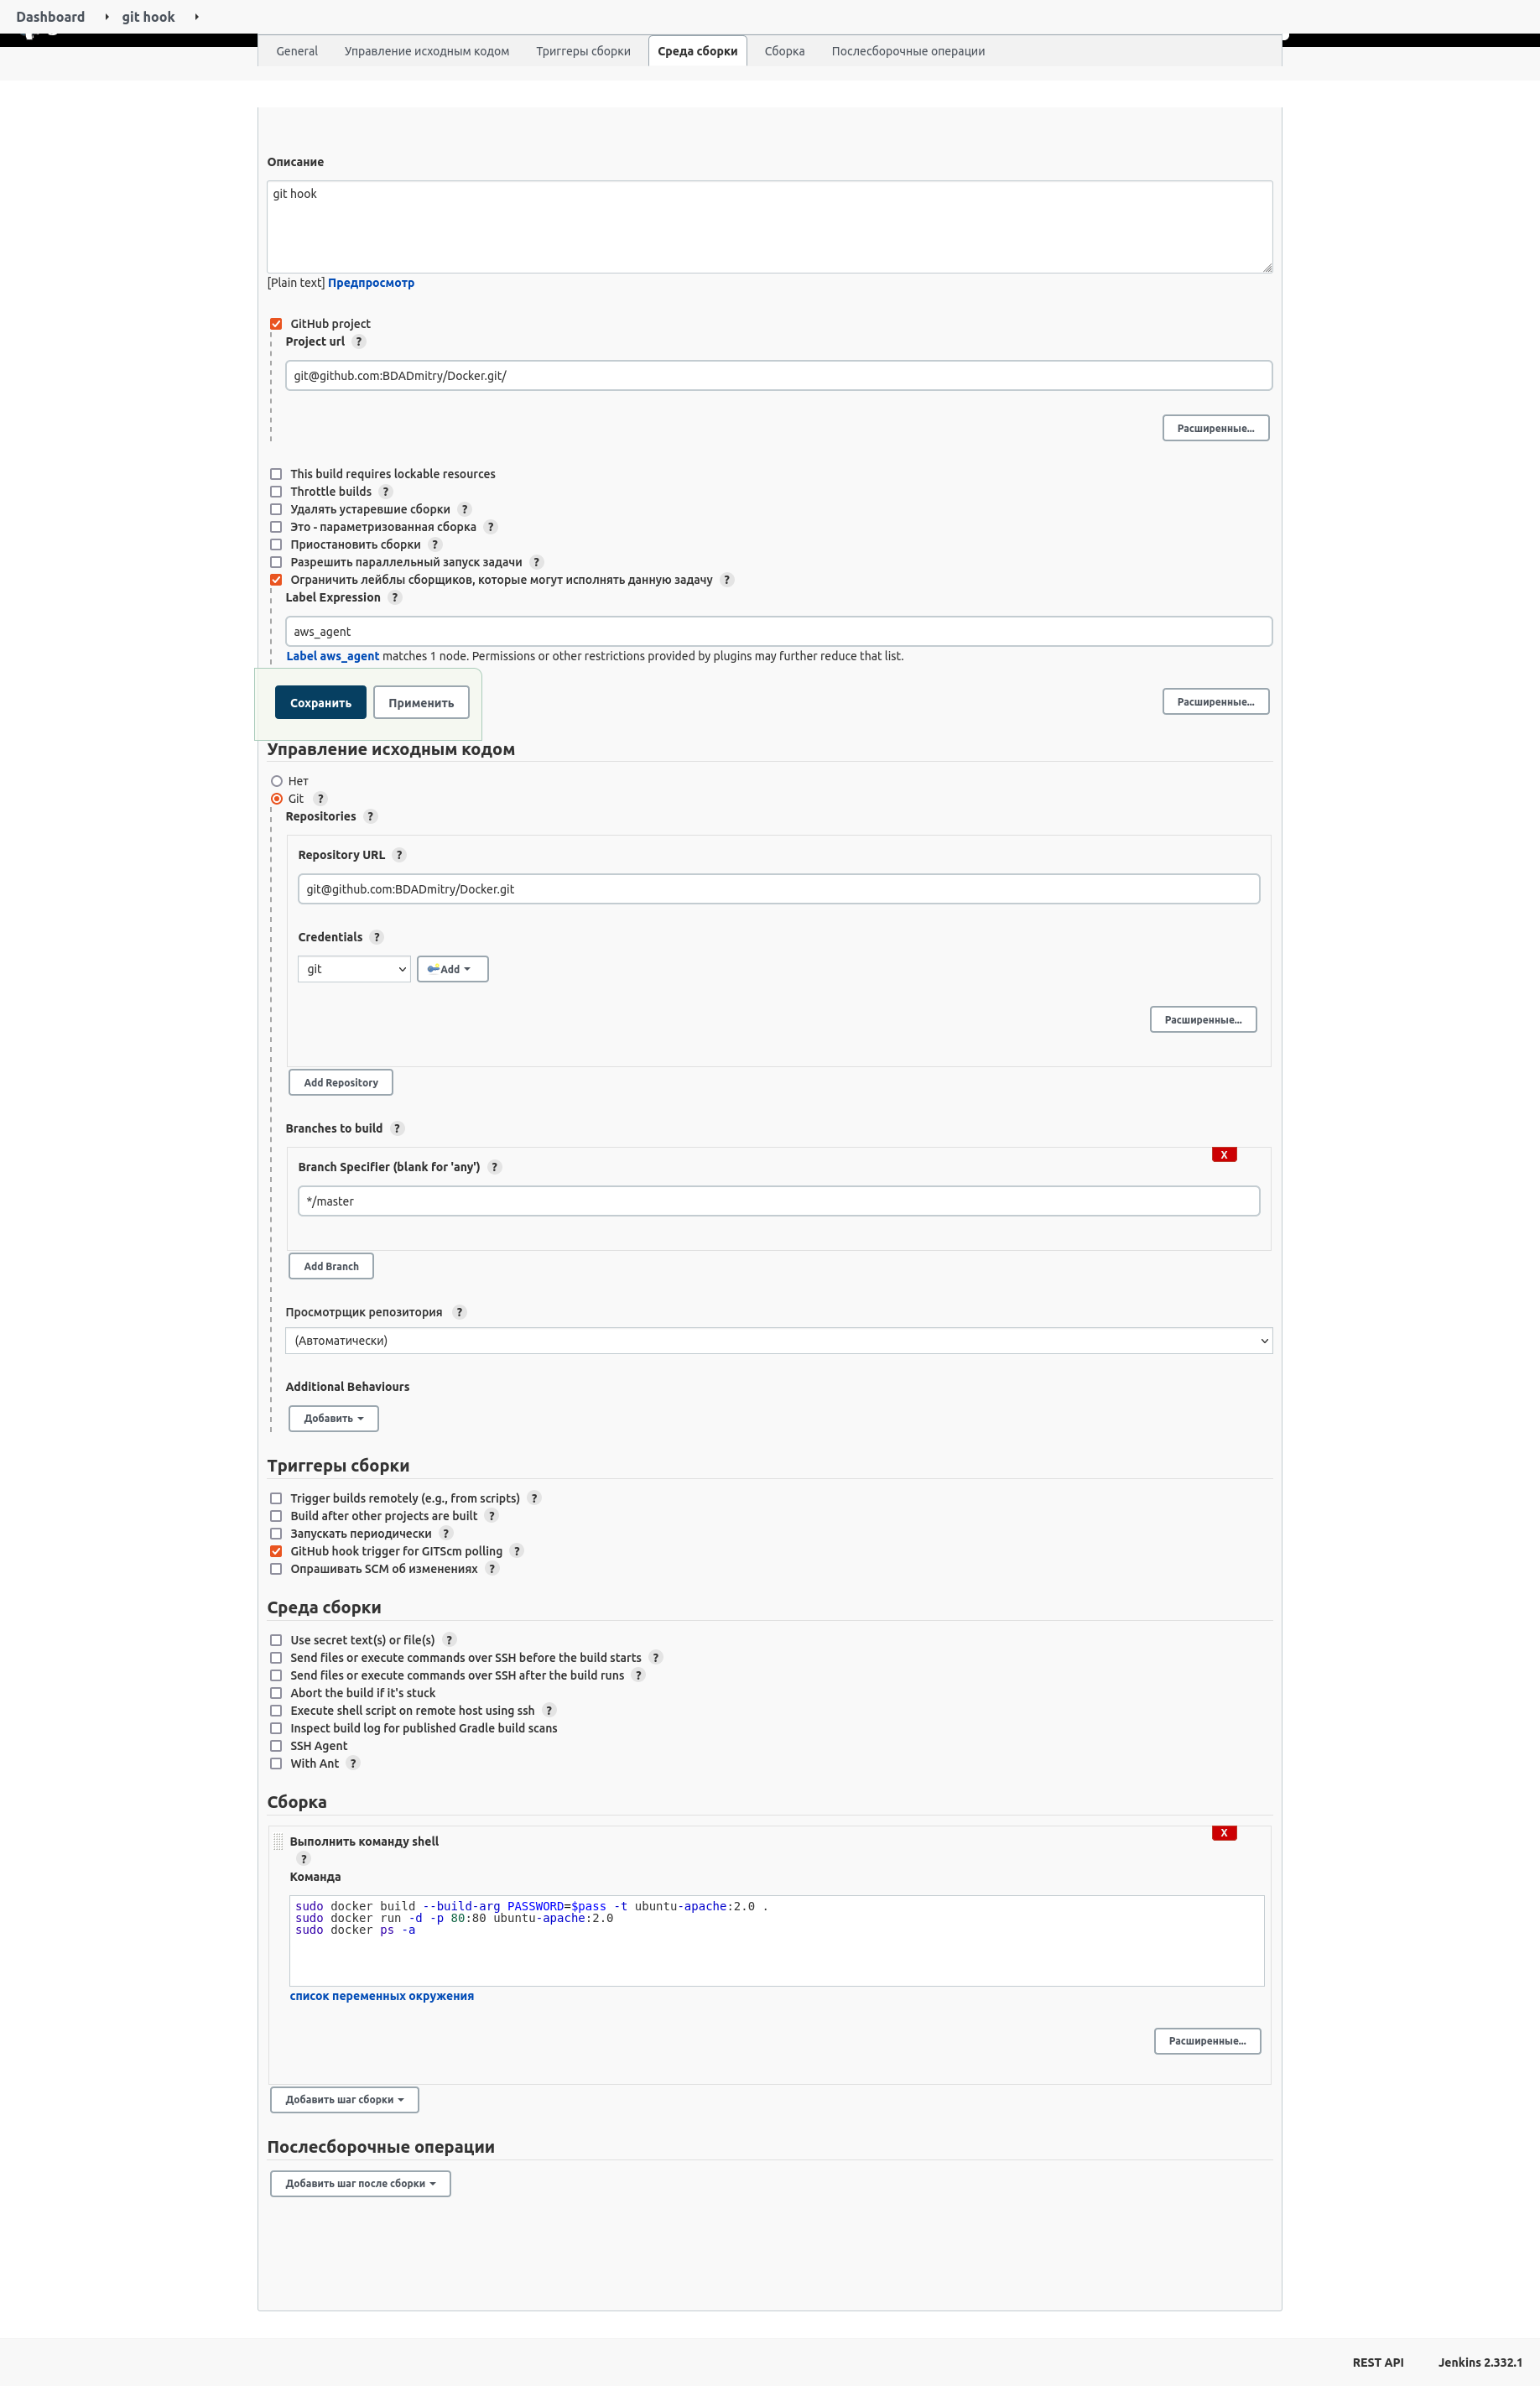 Dashboard git hook
General Управление исходным кодом Триггеры сборки Среда сборки Сборка Послесборочные операции
Описание
git hook
[Plain text] Предпросмотр
GitHub project
Project url ?
git@github.com:BDADmitry/Docker.git/
Расширенные...
This build requires lockable resources
Throttle builds ?
Удалять устаревшие сборки ?
Это - параметризованная сборка ?
Приостановить сборки ?
Разрешить параллельный запуск задачи ?
Ограничить лейблы сборщиков, которые могут исполнять данную задачу ?
Label Expression ?
aws_agent
Label aws_agent matches 1 node. Permissions or other restrictions provided by plugins may further reduce that list.
Сохранить Применить Расширенные...
Управление исходным кодом
Нет
Git ?
Repositories ?
Repository URL ?
git@github.com:BDADmitry/Docker.git
Credentials ?
git Add
Расширенные...
Add Repository
Branches to build ?
X
Branch Specifier (blank for 'any') ?
*/master
Add Branch
Просмотрщик репозитория ?
(Автоматически)
Additional Behaviours
Добавить
Триггеры сборки
Trigger builds remotely (e.g., from scripts) ?
Build after other projects are built ?
Запускать периодически ?
GitHub hook trigger for GITScm polling ?
Опрашивать SCM об изменениях ?
Среда сборки
Use secret text(s) or file(s) ?
Send files or execute commands over SSH before the build starts ?
Send files or execute commands over SSH after the build runs ?
Abort the build if it's stuck
Execute shell script on remote host using ssh ?
Inspect build log for published Gradle build scans
SSH Agent
With Ant ?
Сборка
X
Выполнить команду shell
?
Команда
sudo docker build --build-arg PASSWORD=$pass -t ubuntu-apache:2.0 .
sudo docker run -d -p 80:80 ubuntu-apache:2.0
sudo docker ps -a
список переменных окружения
Расширенные...
Добавить шаг сборки
Послесборочные операции
Добавить шаг после сборки
REST API Jenkins 2.332.1